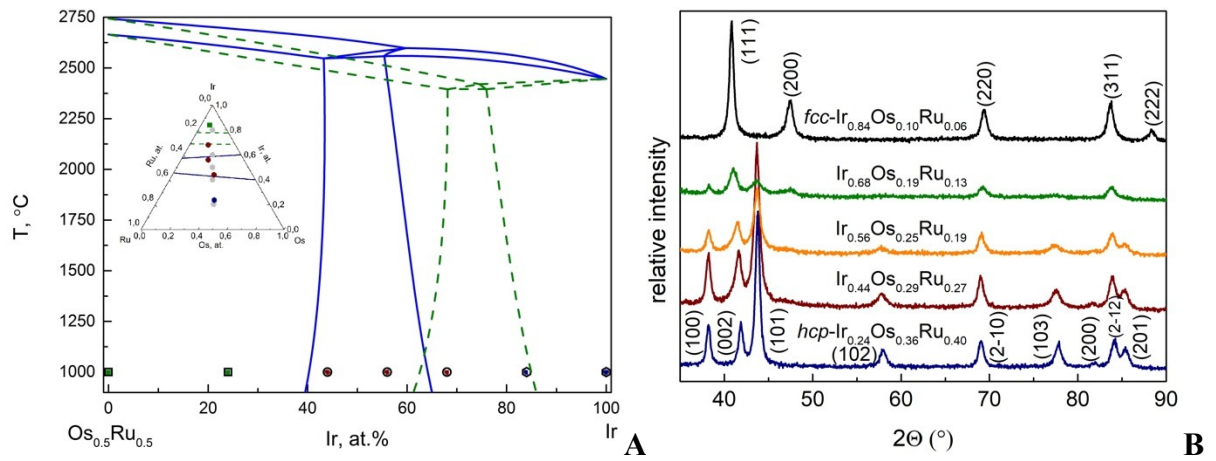 2750
2500
2250
2000
1750
1500
1250
1000
T, °C
0
20
40
60
80
100
Os0.5Ru0.5
Ir, at.%
Ir
A
Ir
0,0
1,0
0,2
0,8
Ru, at.
Ir, at.
0,4
0,6
0,6
0,4
0,8
0,2
1,0
0,0
0,0
0,2
0,4
0,6
0,8
1,0
Ru
Os, at.
Os
relative intensity
(111)
(200)
(220)
(311)
(222)
fcc-Ir0.84Os0.10Ru0.06
Ir0.68Os0.19Ru0.13
Ir0.56Os0.25Ru0.19
Ir0.44Os0.29Ru0.27
hcp-Ir0.24Os0.36Ru0.40
(100)
(002)
(101)
(102)
(2-10)
(103)
(200)
(2-12)
(201)
40
50
60
70
80
90
2Θ (°)
B